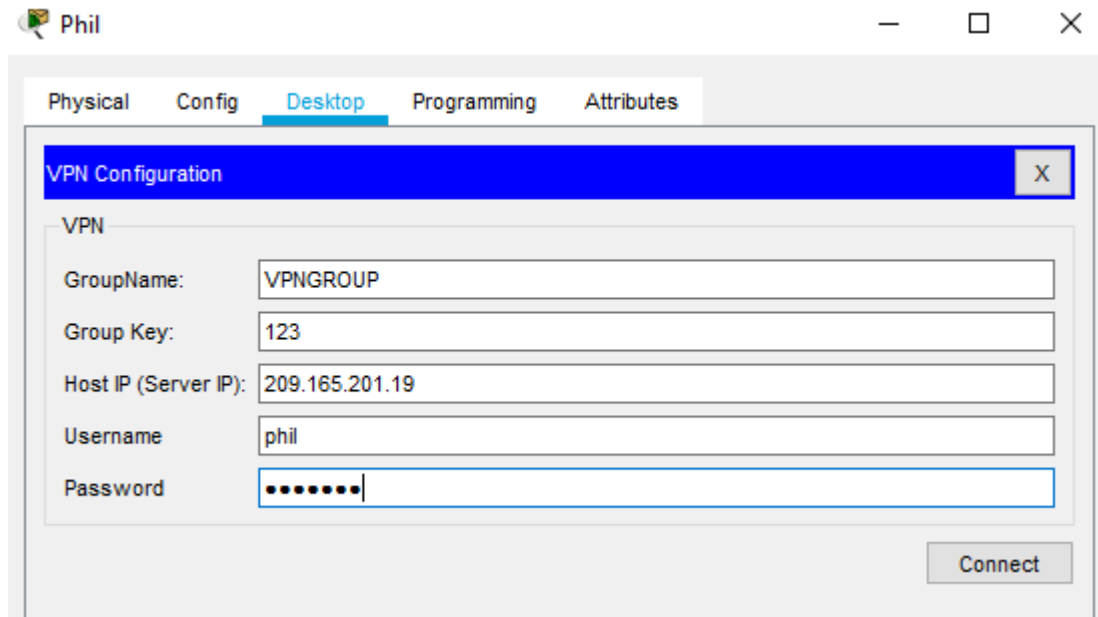 Phil
Physical Config Desktop Programming Attributes
VPN Configuration X
VPN
GroupName: VPNGROUP
Group Key: 123
Host IP (Server IP): 209.165.201.19
Username phil
Password •••••••
Connect